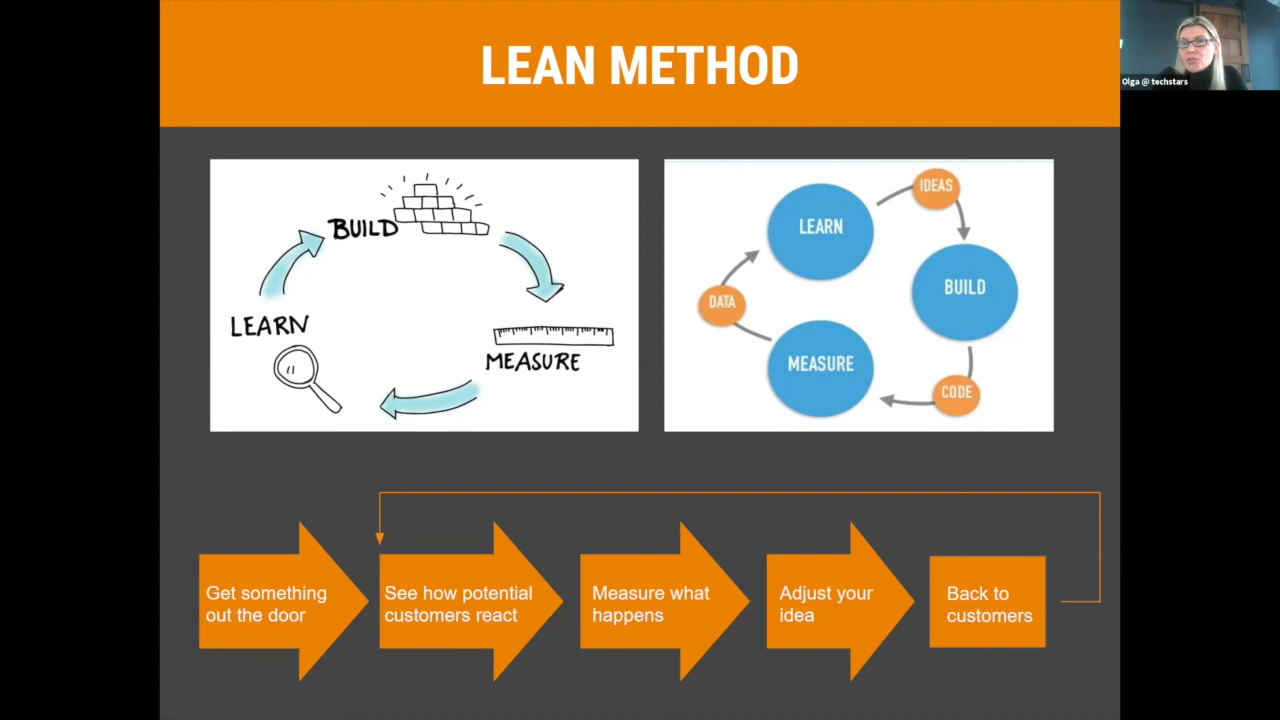 LEAN METHOD
Olga @ techstars
BUILD
LEARN
MEASURE
IDEAS
LEARN
BUILD
DATA
MEASURE
CODE
Get something
out the door
See how potential
customers react
Measure what
happens
Adjust your
idea
Back to
customers